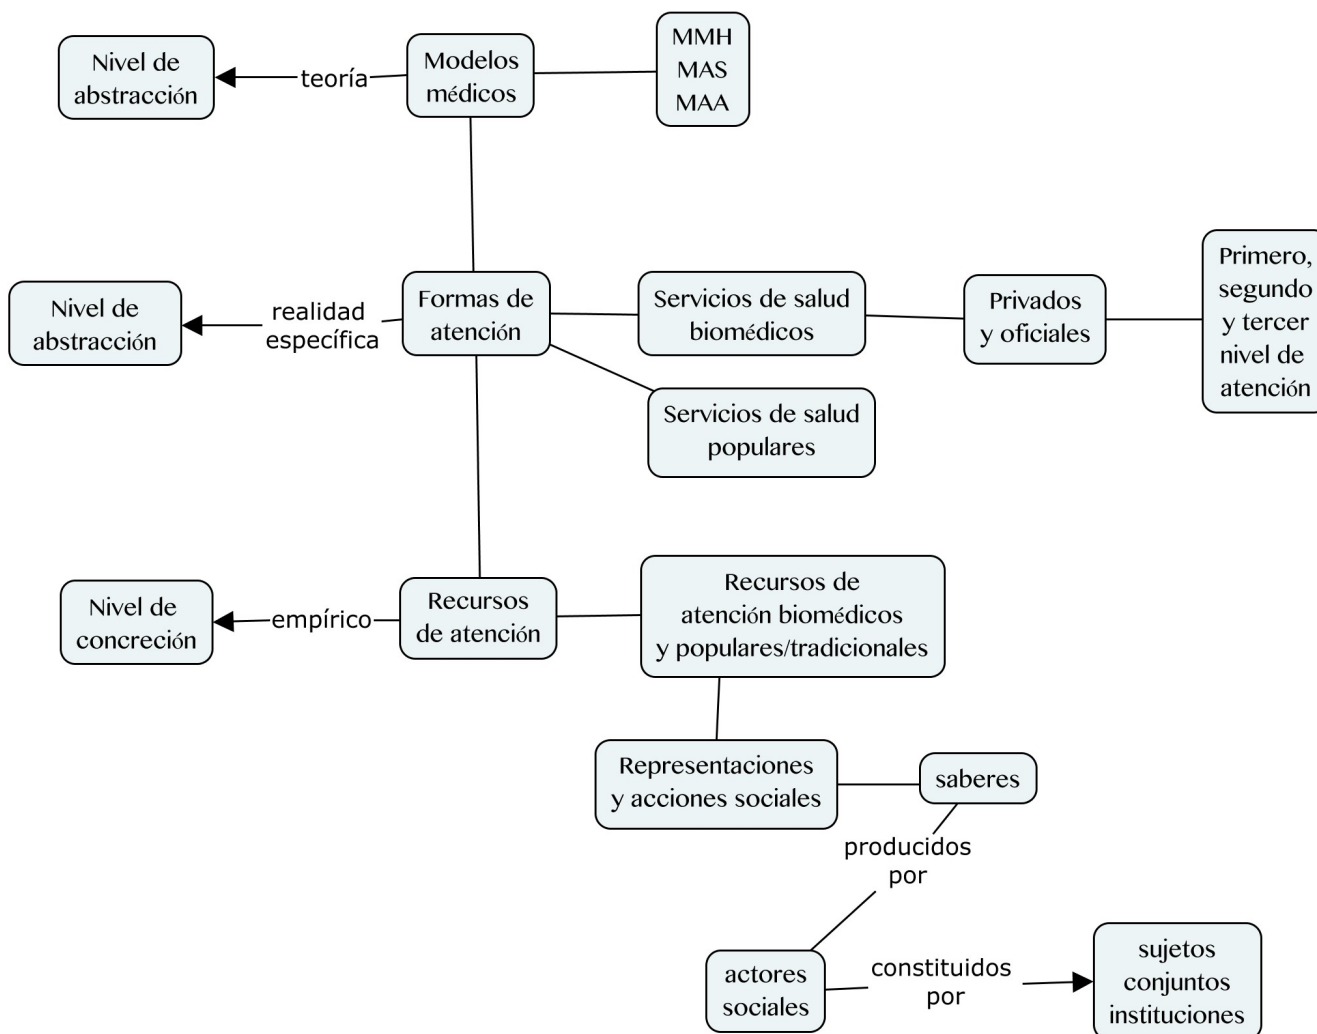 Nivel de
abstracción
teoría
Modelos
médicos
MMH
MAS
MAA
Nivel de
abstracción
realidad
específica
Formas de
atención
Servicios de salud
biomédicos
Privados
y oficiales
Primero,
segundo
y tercer
nivel de
atención
Servicios de salud
populares
Nivel de
concreción
empírico
Recursos
de atención
Recursos de
atención biomédicos
y populares/tradicionales
Representaciones
y acciones sociales
saberes
producidos
por
actores
sociales
constituidos
por
sujetos
conjuntos
instituciones